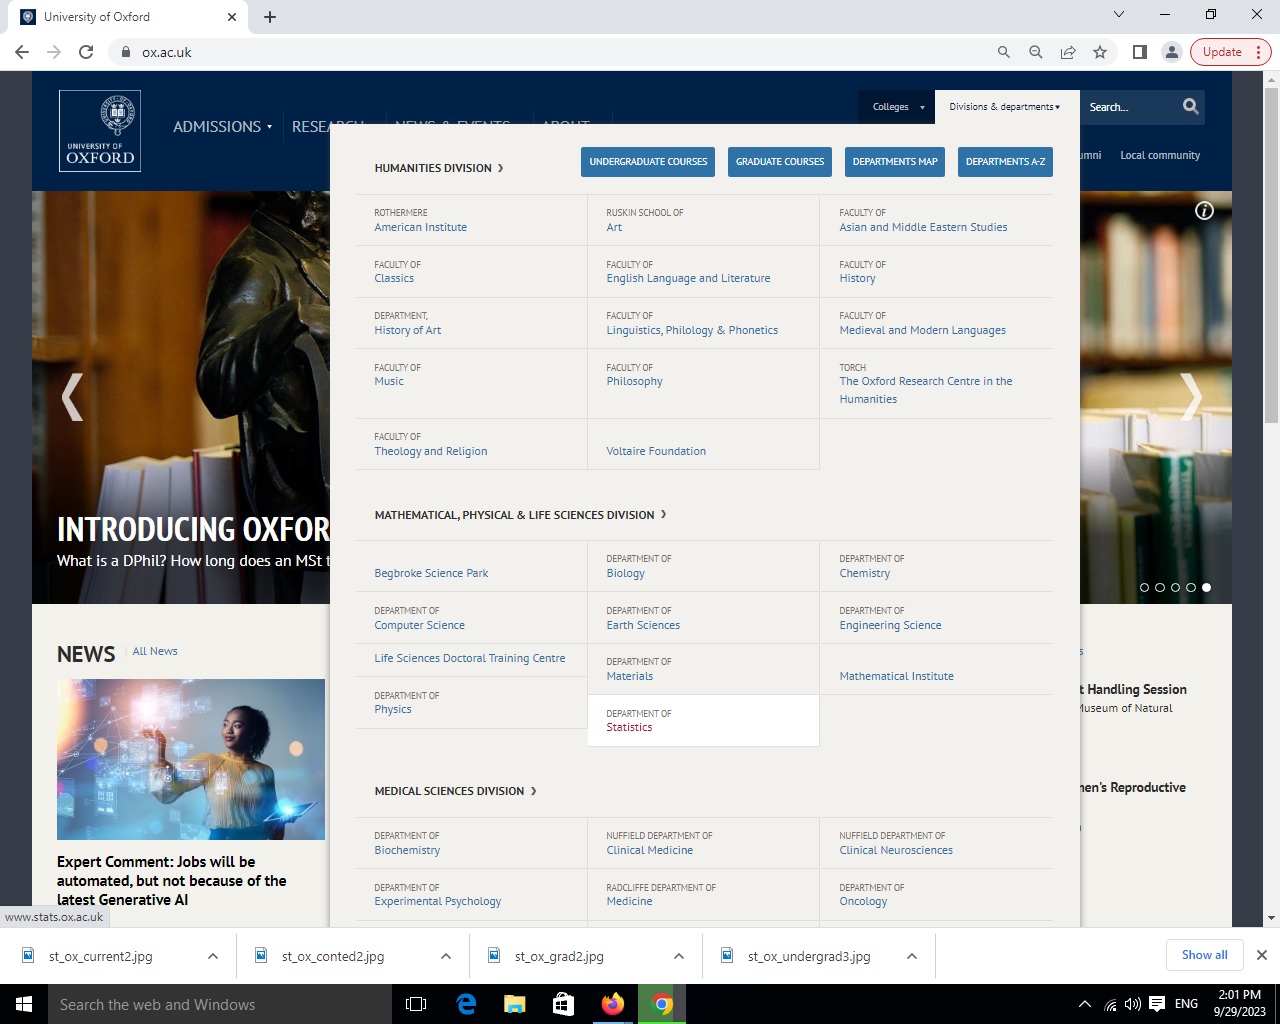 University of Oxford
ox.ac.uk
Update
UNIVERSITY OF
OXFORD
ADMISSIONS
RESEARCH
NEWS & EVENTS
ABOUT
Colleges
Divisions & departments
Search...
Local community
HUMANITIES DIVISION
UNDERGRADUATE COURSES
GRADUATE COURSES
DEPARTMENTS MAP
DEPARTMENTS A-Z
ROTHERMERE
American Institute
RUSKIN SCHOOL OF
Art
FACULTY OF
Asian and Middle Eastern Studies
FACULTY OF
Classics
FACULTY OF
English Language and Literature
FACULTY OF
History
DEPARTMENT,
History of Art
FACULTY OF
Linguistics, Philology & Phonetics
FACULTY OF
Medieval and Modern Languages
FACULTY OF
Music
FACULTY OF
Philosophy
TORCH
The Oxford Research Centre in the
Humanities
FACULTY OF
Theology and Religion
Voltaire Foundation
INTRODUCING OXFOR
What is a DPhil? How long does an MSt t
MATHEMATICAL, PHYSICAL & LIFE SCIENCES DIVISION
Begbroke Science Park
DEPARTMENT OF
Biology
DEPARTMENT OF
Chemistry
DEPARTMENT OF
Computer Science
DEPARTMENT OF
Earth Sciences
DEPARTMENT OF
Engineering Science
Life Sciences Doctoral Training Centre
DEPARTMENT OF
Materials
Mathematical Institute
DEPARTMENT OF
Physics
DEPARTMENT OF
Statistics
MEDICAL SCIENCES DIVISION
DEPARTMENT OF
Biochemistry
NUFFIELD DEPARTMENT OF
Clinical Medicine
NUFFIELD DEPARTMENT OF
Clinical Neurosciences
DEPARTMENT OF
Experimental Psychology
RADCLIFFE DEPARTMENT OF
Medicine
DEPARTMENT OF
Oncology
NEWS
All News
Expert Comment: Jobs will be
automated, but not because of the
latest Generative AI
t Handling Session
Museum of Natural
men's Reproductive
www.stats.ox.ac.uk
st_ox_current2.jpg
st_ox_conted2.jpg
st_ox_grad2.jpg
st_ox_undergrad3.jpg
Show all
Search the web and Windows
ENG
2:01 PM
9/29/2023